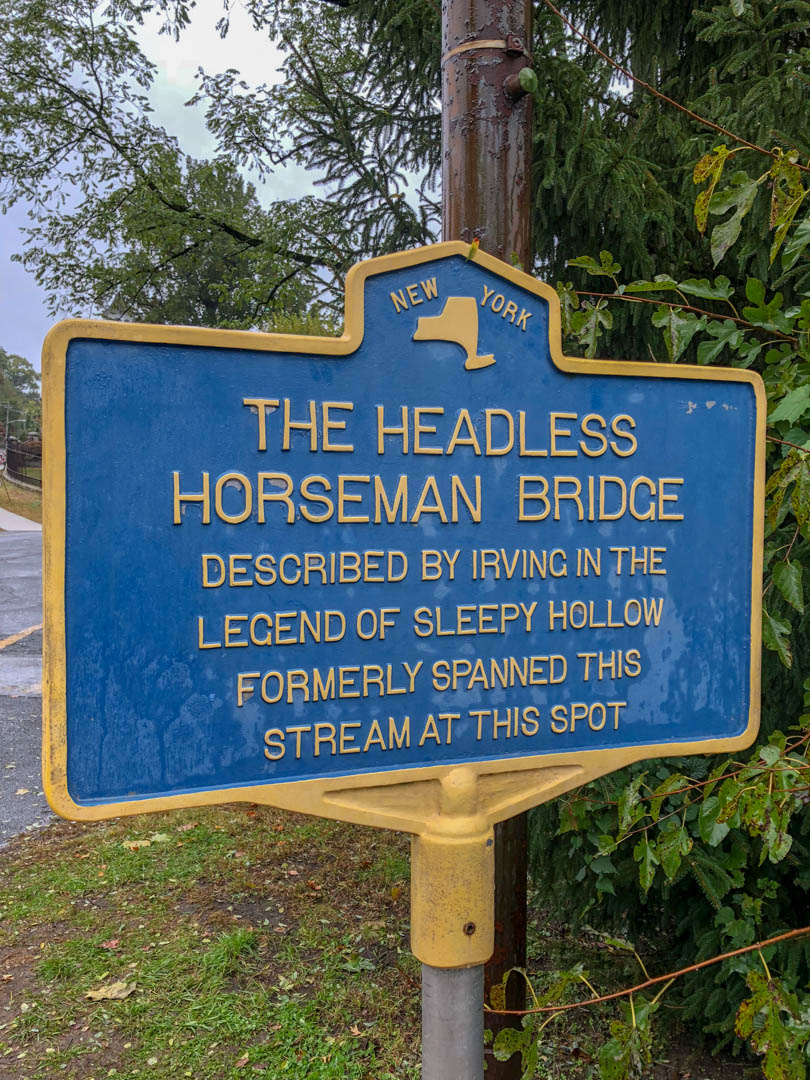 NEW YORK
THE HEADLESS
HORSEMAN BRIDGE
DESCRIBED BY IRVING IN THE
LEGEND OF SLEEPY HOLLOW
FORMERLY SPANNED THIS
STREAM AT THIS SPOT